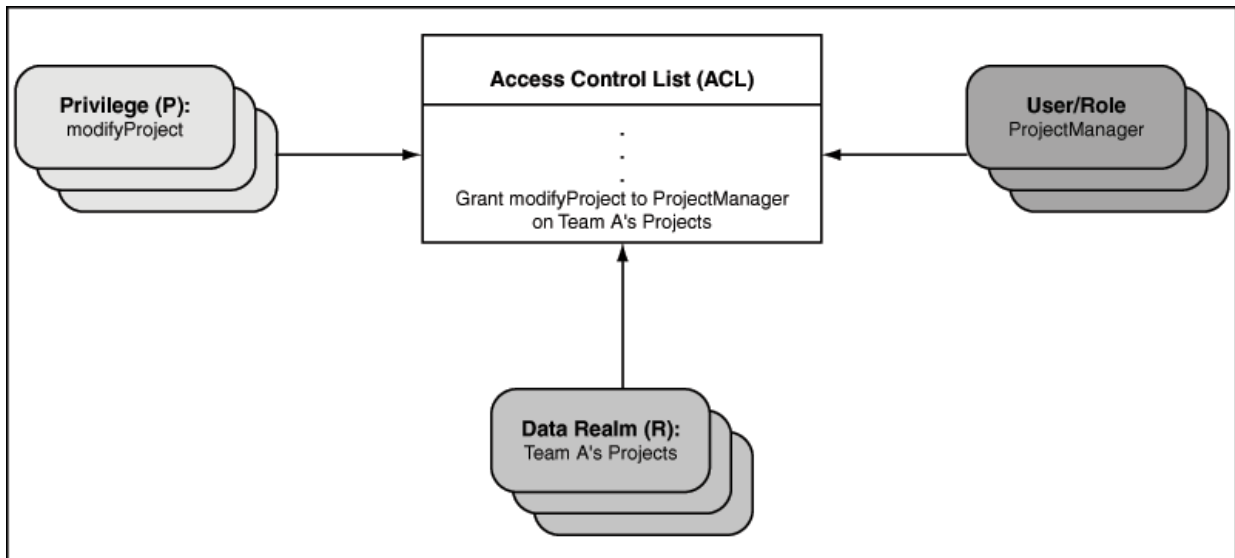 Access Control List (ACL)
Privilege (P):
modifyProject
User/Role
ProjectManager
.
.
.
Grant modifyProject to ProjectManager
on Team A's Projects
Data Realm (R):
Team A's Projects